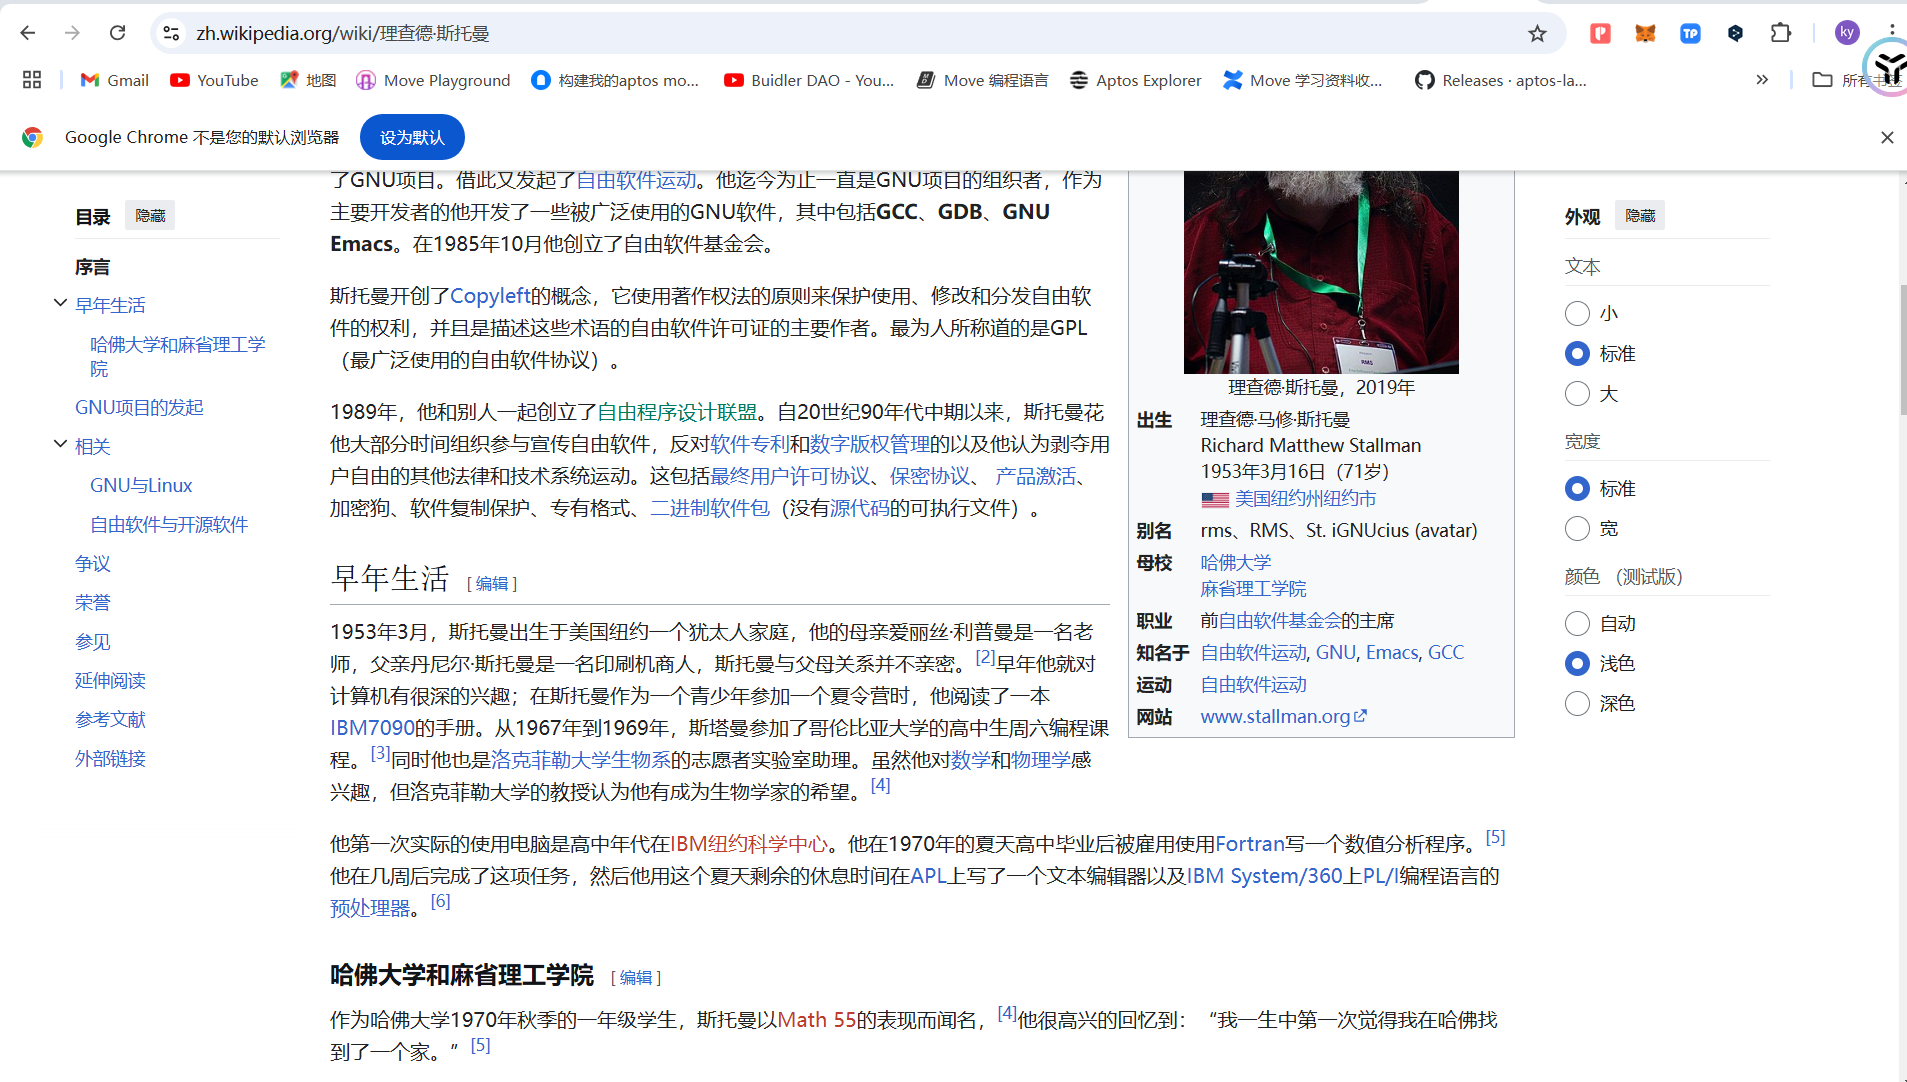 zh.wikipedia.org/wiki/理查德·斯托曼
ky
Gmail
YouTube
地图
Move Playground
构建我的aptos mo...
Buidler DAO - You...
Move 编程语言
Aptos Explorer
Move 学习资料收...
Releases · aptos-la...
所有书签
Google Chrome 不是您的默认浏览器
设为默认
目录
隐藏
序言
早年生活
哈佛大学和麻省理工学
院
GNU项目的发起
相关
GNU与Linux
自由软件与开源软件
争议
荣誉
参见
延伸阅读
参考文献
外部链接
了GNU项目。借此又发起了自由软件运动。他迄今为止一直是GNU项目的组织者，作为
主要开发者的他开发了一些被广泛使用的GNU软件，其中包括GCC、GDB、GNU
Emacs。在1985年10月他创立了自由软件基金会。
斯托曼开创了Copyleft的概念，它使用著作权法的原则来保护使用、修改和分发自由软
件的权利，并且是描述这些术语的自由软件许可证的主要作者。最为人所称道的是GPL
（最广泛使用的自由软件协议）。
1989年，他和别人一起创立了自由程序设计联盟。自20世纪90年代中期以来，斯托曼花
他大部分时间组织参与宣传自由软件，反对软件专利和数字版权管理的以及他认为剥夺用
户自由的其他法律和技术系统运动。这包括最终用户许可协议、保密协议、 产品激活、
加密狗、软件复制保护、专有格式、二进制软件包（没有源代码的可执行文件）。
早年生活 [编辑]
1953年3月，斯托曼出生于美国纽约一个犹太人家庭，他的母亲爱丽丝·利普曼是一名老
师，父亲丹尼尔·斯托曼是一名印刷机商人，斯托曼与父母关系并不亲密。[2]早年他就对
计算机有很深的兴趣；在斯托曼作为一个青少年参加一个夏令营时，他阅读了一本
IBM7090的手册。从1967年到1969年，斯塔曼参加了哥伦比亚大学的高中生周六编程课
程。[3]同时他也是洛克菲勒大学生物系的志愿者实验室助理。虽然他对数学和物理学感
兴趣，但洛克菲勒大学的教授认为他有成为生物学家的希望。[4]
他第一次实际的使用电脑是高中年代在IBM纽约科学中心。他在1970年的夏天高中毕业后被雇用使用Fortran写一个数值分析程序。[5]
他在几周后完成了这项任务，然后他用这个夏天剩余的休息时间在APL上写了一个文本编辑器以及IBM System/360上PL/I编程语言的
预处理器。[6]
哈佛大学和麻省理工学院 [编辑]
作为哈佛大学1970年秋季的一年级学生，斯托曼以Math 55的表现而闻名，[4]他很高兴的回忆到：“我一生中第一次觉得我在哈佛找
到了一个家。”[5]
RMS
理查德·斯托曼，2019年
出生 理查德·马修·斯托曼
Richard Matthew Stallman
1953年3月16日（71岁）
美国纽约州纽约市
别名 rms、RMS、St. iGNUcius (avatar)
母校 哈佛大学
麻省理工学院
职业 前自由软件基金会的主席
知名于 自由软件运动, GNU, Emacs, GCC
运动 自由软件运动
网站 www.stallman.org
外观
隐藏
文本
小
标准
大
宽度
标准
宽
颜色 （测试版）
自动
浅色
深色